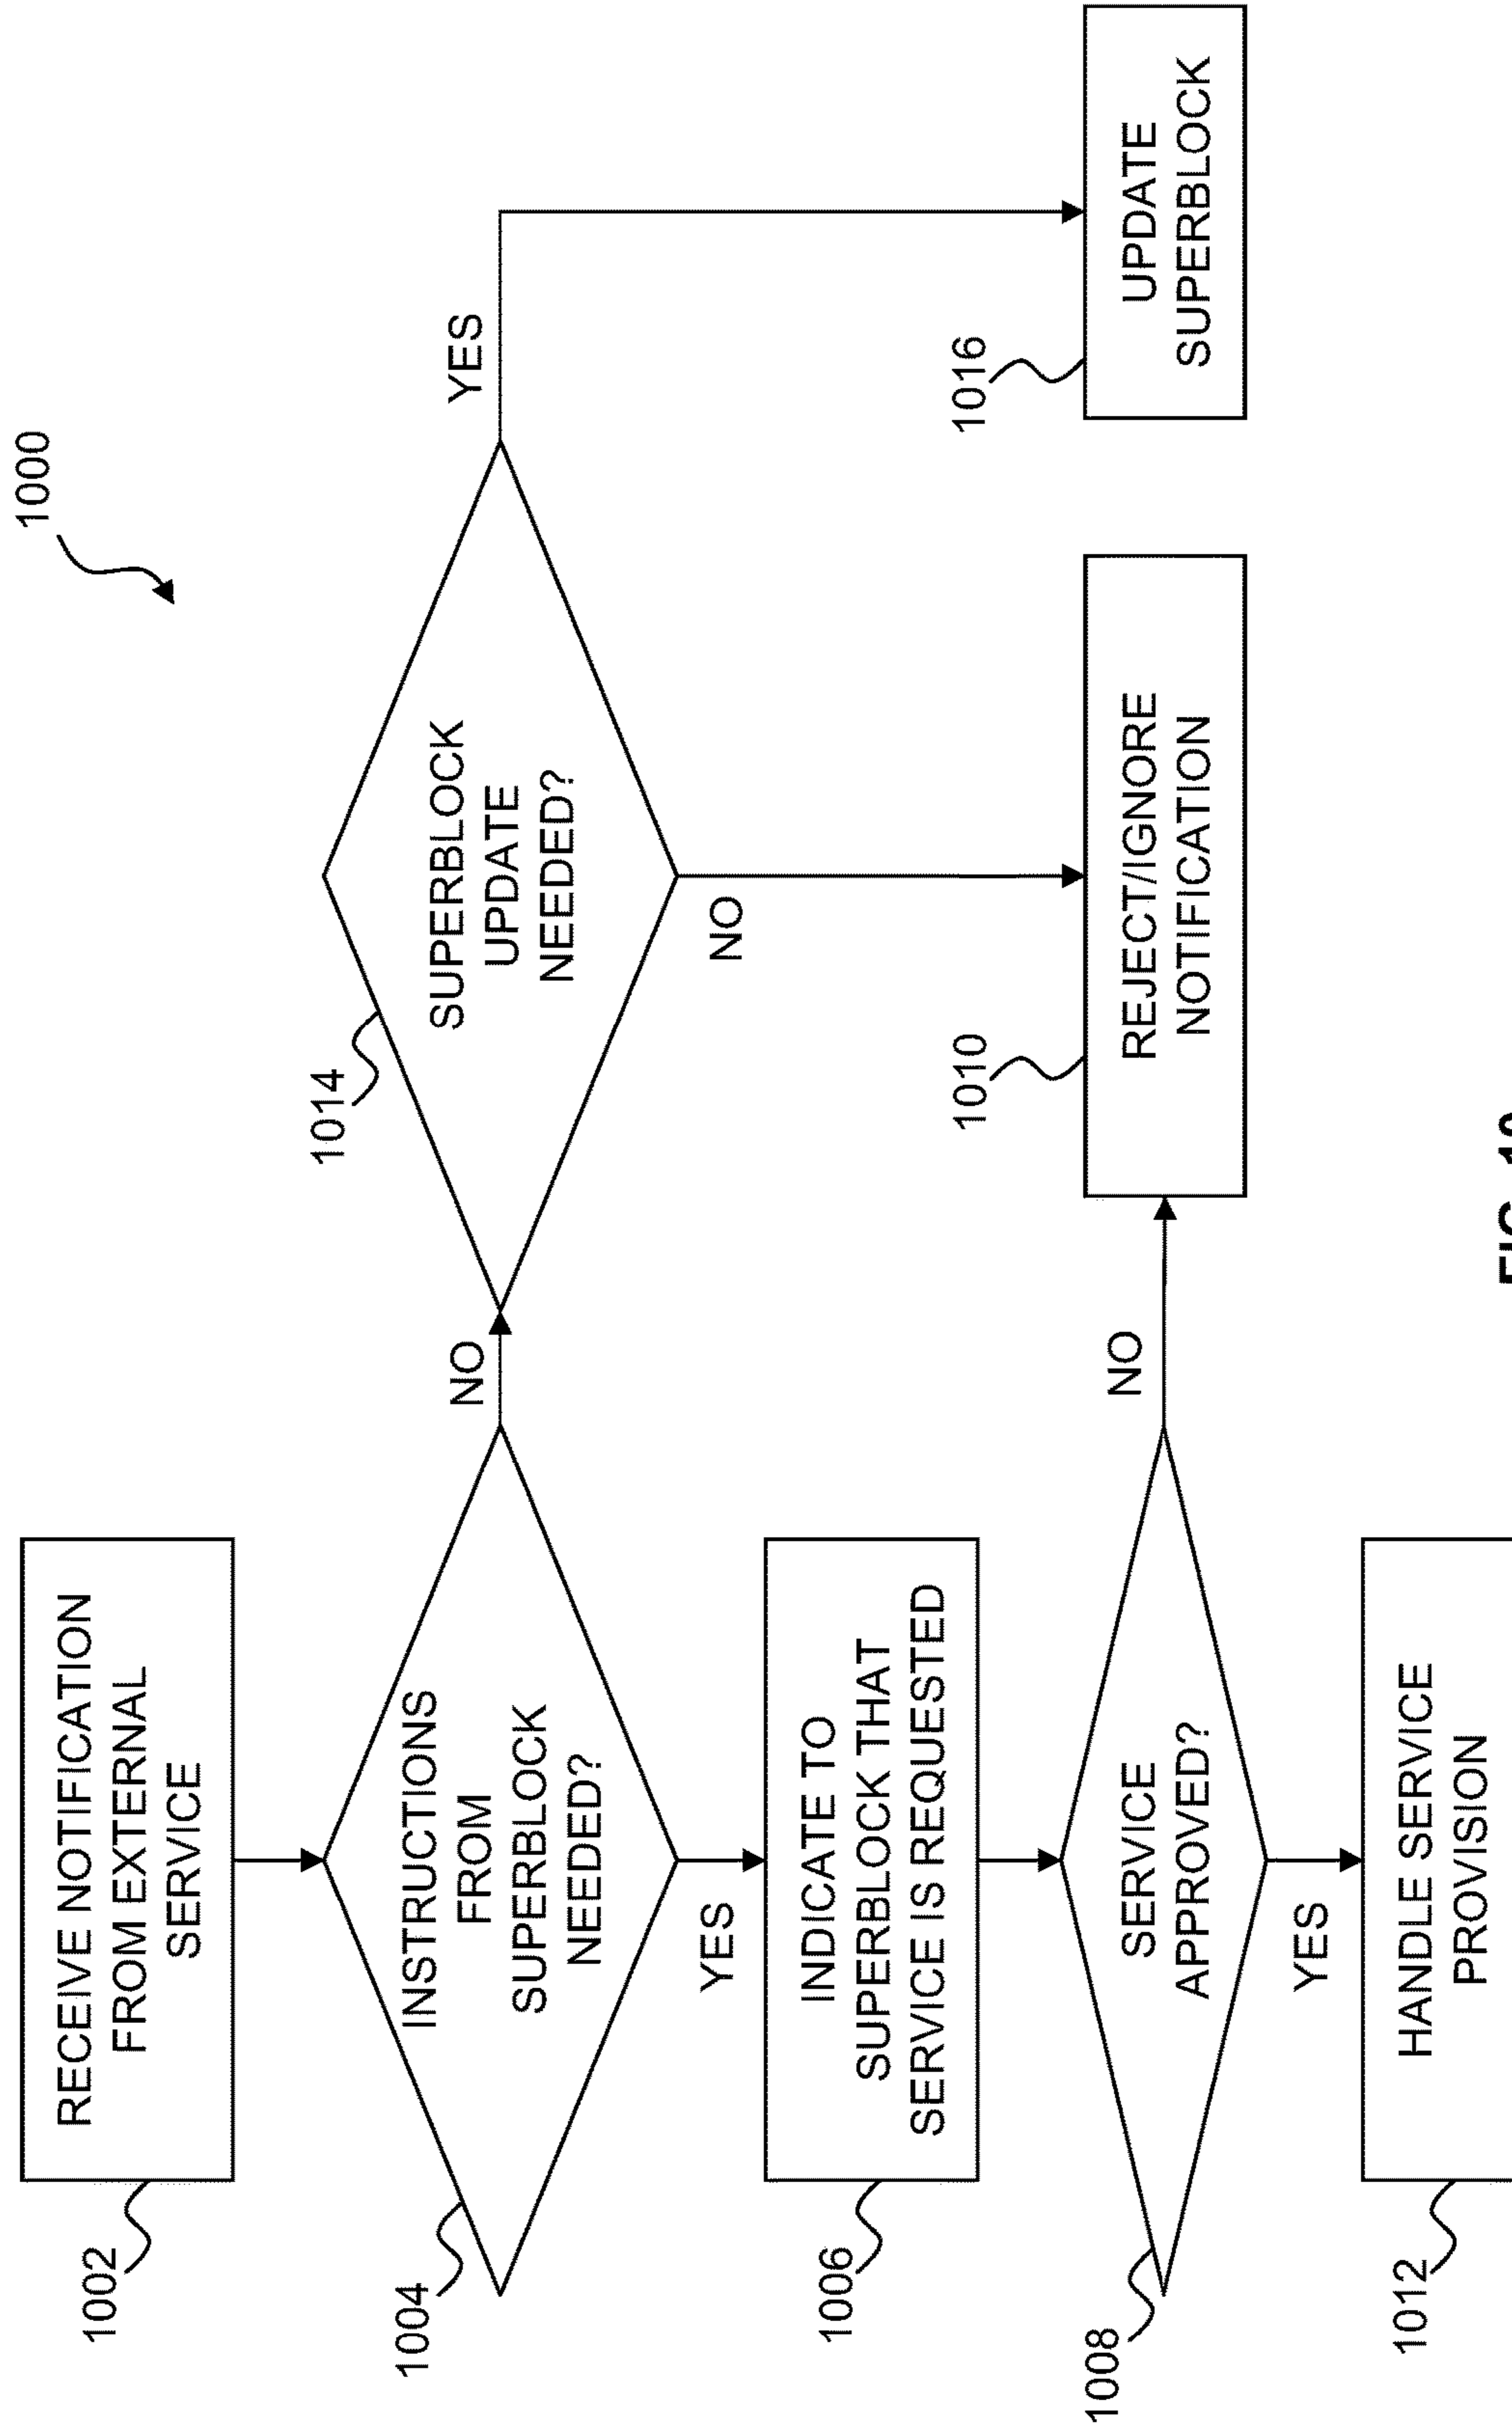 1000
1002
RECEIVE NOTIFICATION
FROM EXTERNAL
SERVICE
1004
INSTRUCTIONS
FROM
SUPERBLOCK
NEEDED?
NO
1014
SUPERBLOCK
UPDATE
NEEDED?
YES
NO
YES
1006
INDICATE TO
SUPERBLOCK THAT
SERVICE IS REQUESTED
1008
SERVICE
APPROVED?
NO
1010
REJECT/IGNORE
NOTIFICATION
1016
UPDATE
SUPERBLOCK
YES
1012
HANDLE SERVICE
PROVISION